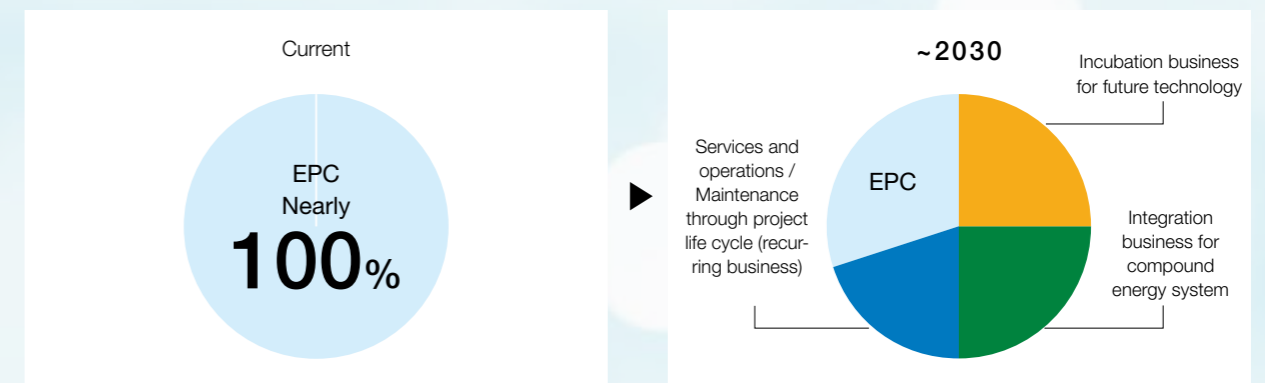 Current
EPC
Nearly
100%
~2030
Incubation business
for future technology
Services and
operations /
Maintenance
through project
life cycle (recur-
ring business)
EPC
Integration
business for
compound
energy system